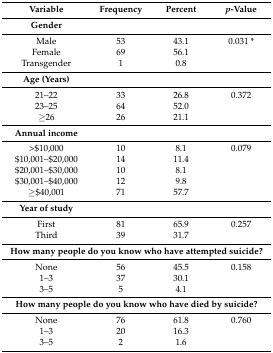 Variable Frequency Percent p-Value
Gender
Male 53 43.1 0.031 *
Female 69 56.1
Transgender 1 0.8
Age (Years)
21–22 33 26.8 0.372
23–25 64 52.0
≥26 26 21.1
Annual income
>$10,000 10 8.1 0.079
$10,001–$20,000 14 11.4
$20,001–$30,000 10 8.1
$30,001–$40,000 12 9.8
≥$40,001 71 57.7
Year of study
First 81 65.9 0.257
Third 39 31.7
How many people do you know who have attempted suicide?
None 56 45.5 0.158
1–3 37 30.1
3–5 5 4.1
How many people do you know who have died by suicide?
None 76 61.8 0.760
1–3 20 16.3
3–5 2 1.6